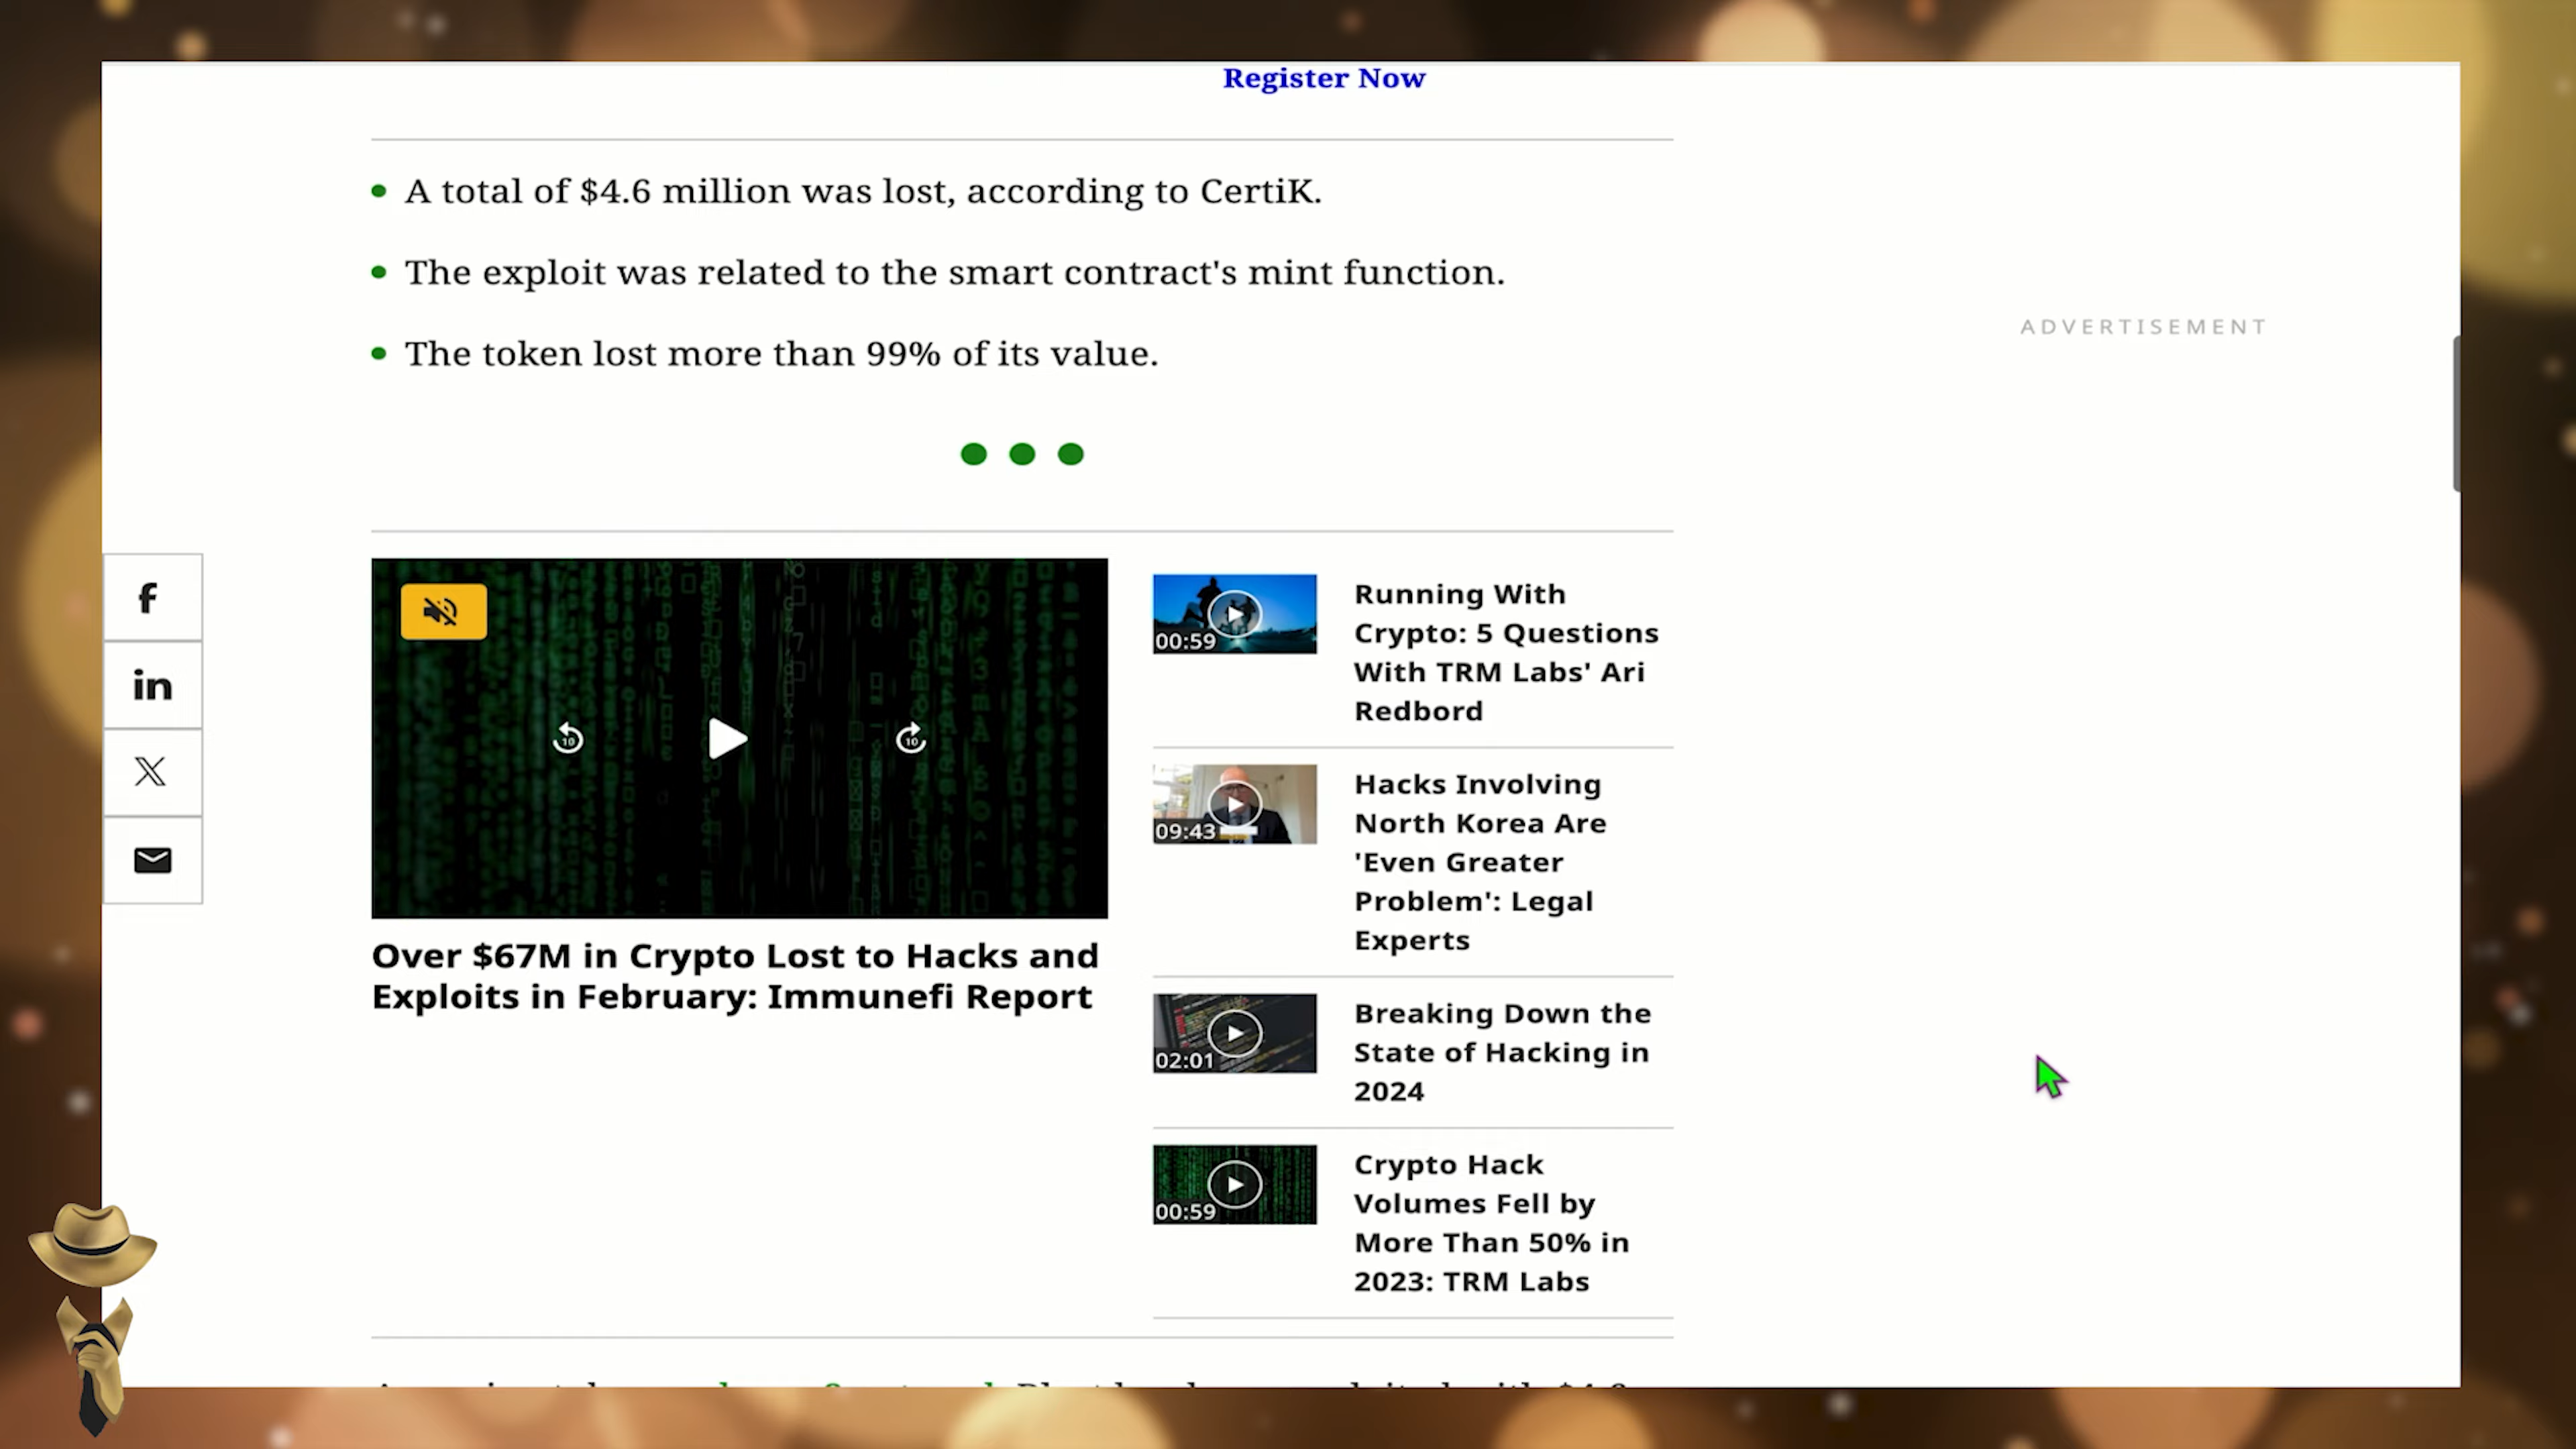 Register Now
A total of $4.6 million was lost, according to CertiK.
The exploit was related to the smart contract's mint function.
The token lost more than 99% of its value.
ADVERTISEMENT
f
in
X
10
10
Over $67M in Crypto Lost to Hacks and
Exploits in February: Immunefi Report
00:59
Running With
Crypto: 5 Questions
With TRM Labs' Ari
Redbord
09:43
Hacks Involving
North Korea Are
'Even Greater
Problem': Legal
Experts
02:01
Breaking Down the
State of Hacking in
2024
00:59
Crypto Hack
Volumes Fell by
More Than 50% in
2023: TRM Labs